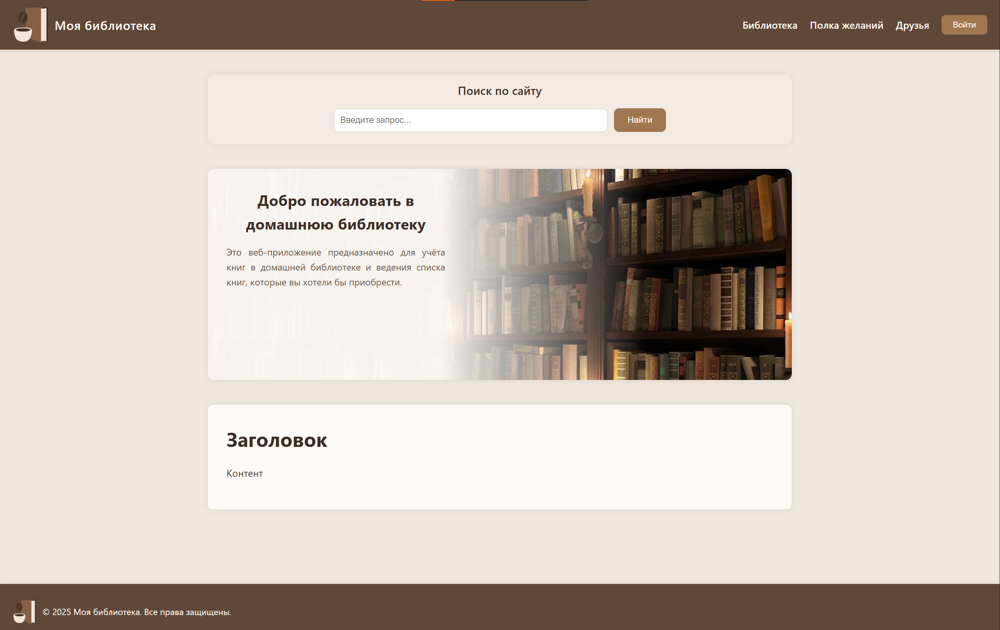 Моя библиотека
Библиотека Полка желаний Друзья Войти
Поиск по сайту
Введите запрос... Найти
Добро пожаловать в
домашнюю библиотеку
Это веб-приложение предназначено для учёта
книг в домашней библиотеке и ведения списка
книг, которые вы хотели бы приобрести.
Заголовок
Контент
© 2025 Моя библиотека. Все права защищены.